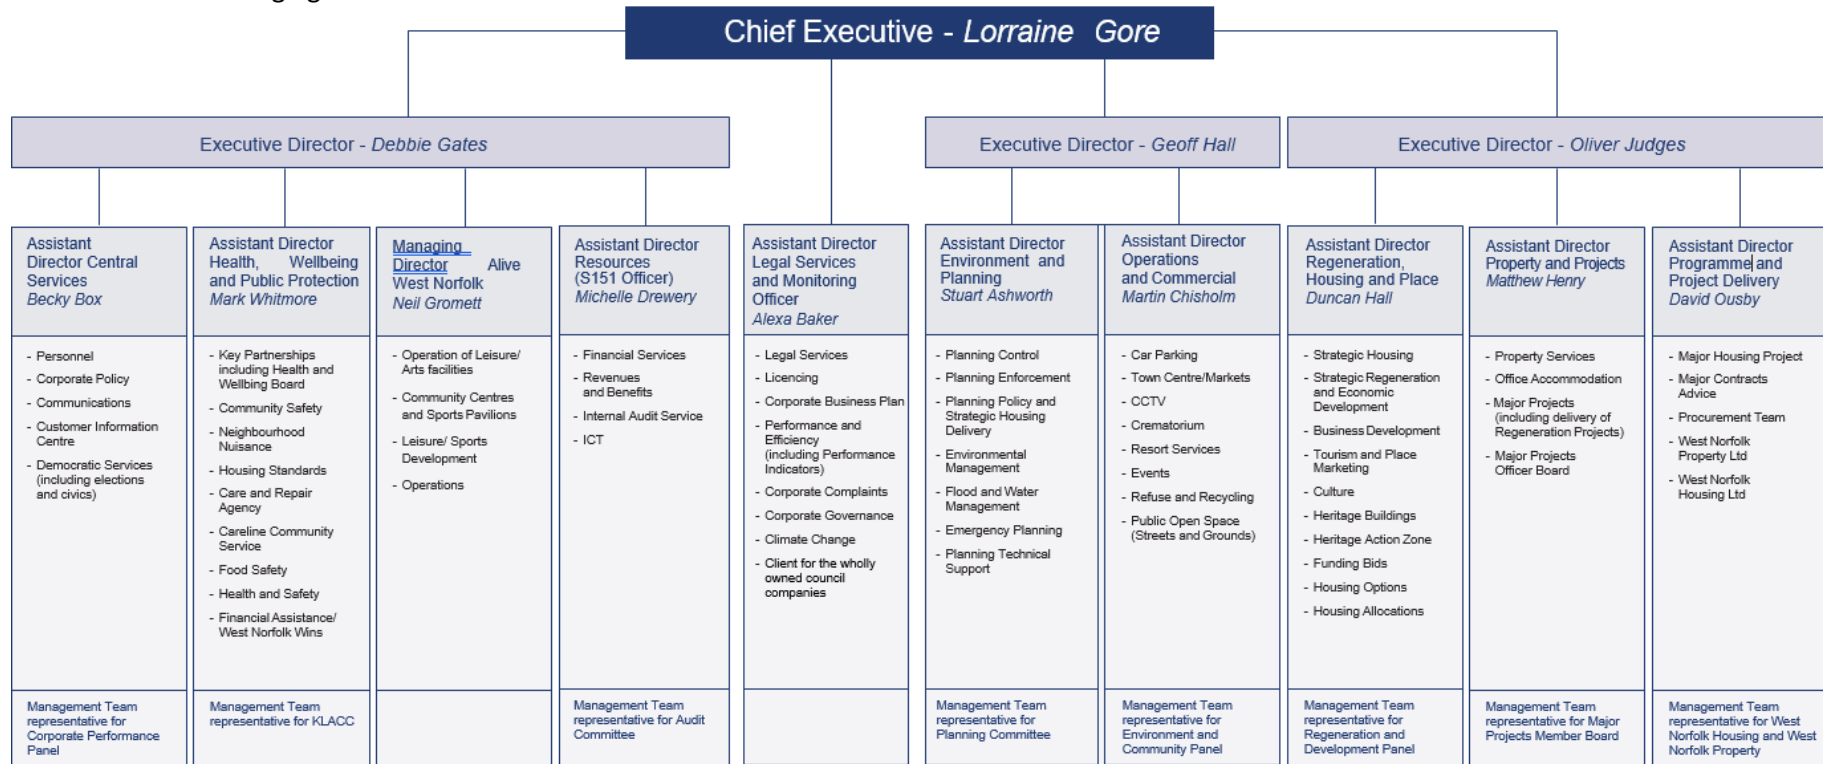 Chief Executive - Lorraine Gore
Executive Director - Debbie Gates
Executive Director - Geoff Hall
Executive Director - Oliver Judges
Assistant
Director Central
Services
Becky Box
- Personnel
- Corporate Policy
- Communications
- Customer Information
Centre
- Democratic Services
(including elections
and civics)
Management Team
representative for
Corporate Performance
Panel
Assistant Director
Health, Wellbeing
and Public Protection
Mark Whitmore
- Key Partnerships
including Health and
Wellbing Board
- Community Safety
- Neighbourhood
Nuisance
- Housing Standards
- Care and Repair
Agency
- Careline Community
Service
- Food Safety
- Health and Safety
- Financial Assistance/
West Norfolk Wins
Management Team
representative for KLACC
Managing
Director Alive
West Norfolk
Neil Gromett
- Operation of Leisure/
Arts facilities
- Community Centres
and Sports Pavilions
- Leisure/ Sports
Development
- Operations
Assistant Director
Resources
(S151 Officer)
Michelle Drewery
- Financial Services
- Revenues
and Benefits
- Internal Audit Service
- ICT
Management Team
representative for Audit
Committee
Assistant Director
Legal Services
and Monitoring
Officer
Alexa Baker
- Legal Services
- Licencing
- Corporate Business Plan
- Performance and
Efficiency
(including Performance
Indicators)
- Corporate Complaints
- Corporate Governance
- Climate Change
- Client for the wholly
owned council
companies
Assistant Director
Environment and
Planning
Stuart Ashworth
- Planning Control
- Planning Enforcement
- Planning Policy and
Strategic Housing
Delivery
- Environmental
Management
- Flood and Water
Management
- Emergency Planning
- Planning Technical
Support
Management Team
representative for
Planning Committee
Assistant Director
Operations
and Commercial
Martin Chisholm
- Car Parking
- Town Centre/Markets
- CCTV
- Crematorium
- Resort Services
- Events
- Refuse and Recycling
- Public Open Space
(Streets and Grounds)
Management Team
representative for
Environment and
Community Panel
Assistant Director
Regeneration,
Housing and Place
Duncan Hall
- Strategic Housing
- Strategic Regeneration
and Economic
Development
- Business Development
- Tourism and Place
Marketing
- Culture
- Heritage Buildings
- Heritage Action Zone
- Funding Bids
- Housing Options
- Housing Allocations
Management Team
representative for
Regeneration and
Development Panel
Assistant Director
Property and Projects
Matthew Henry
- Property Services
- Office Accommodation
- Major Projects
(including delivery of
Regeneration Projects)
- Major Projects
Officer Board
Management Team
representative for Major
Projects Member Board
Assistant Director
Programme and
Project Delivery
David Ousby
- Major Housing Project
- Major Contracts
Advice
- Procurement Team
- West Norfolk
Property Ltd
- West Norfolk
Housing Ltd
Management Team
representative for West
Norfolk Housing and West
Norfolk Property